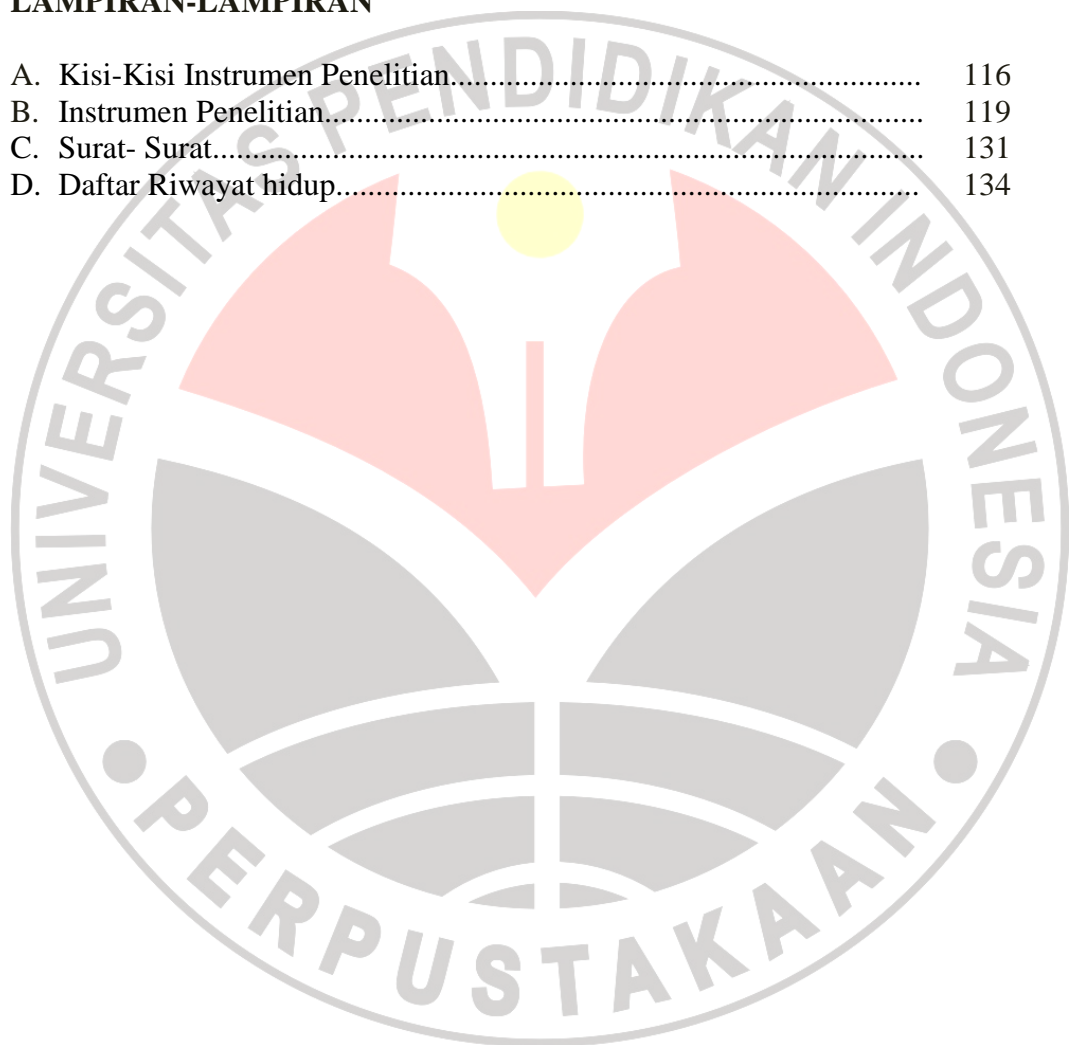 LAMPIRAN-LAMPIRAN
A. Kisi-Kisi Instrumen Penelitian.......................................................... 116
B. Instrumen Penelitian.......................................................................... 119
C. Surat- Surat........................................................................................ 131
D. Daftar Riwayat hidup........................................................................ 134
UNIVERSITAS PENDIDIKAN INDONESIA
PERPUSTAKAAN